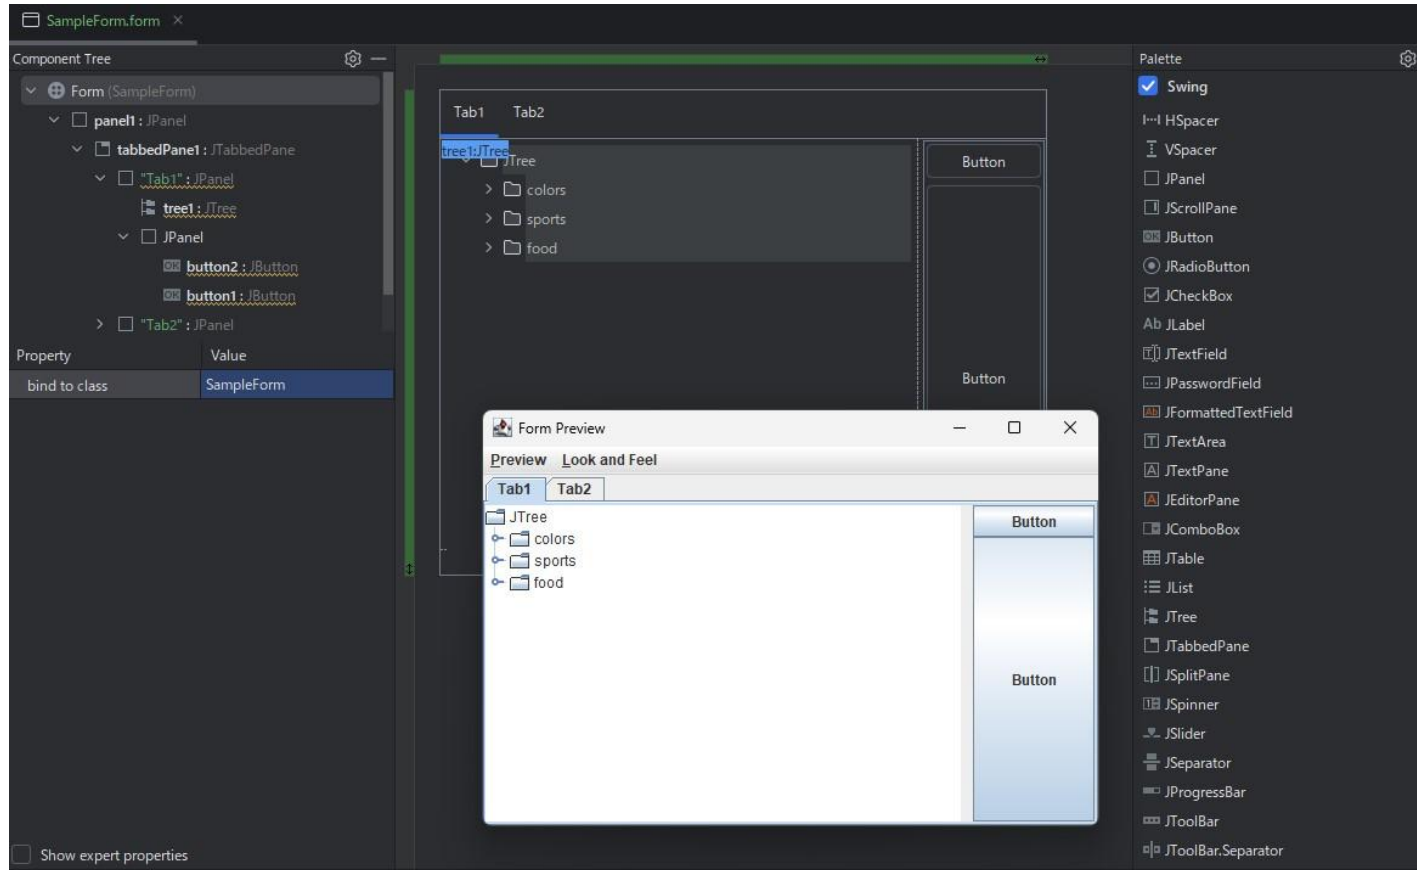 SampleForm.form
Component Tree
Form (SampleForm)
panel1 : JPanel
tabbedPane1 : JTabbedPane
"Tab1" : JPanel
tree1 : JTree
JPanel
button2 : JButton
button1 : JButton
"Tab2" : JPanel
Property Value
bind to class SampleForm
Show expert properties
Tab1 Tab2
tree1:JTree
JTree
colors
sports
food
Button
Button
Form Preview
Preview Look and Feel
Tab1 Tab2
JTree
colors
sports
food
Button
Button
Palette
Swing
HSpacer
VSpacer
JPanel
JScrollPane
OK JButton
JRadioButton
JCheckBox
Ab JLabel
JTextField
JPasswordField
Ab JFormattedTextField
JTextArea
JTextPane
JEditorPane
JComboBox
JTable
JList
JTree
JTabbedPane
JSplitPane
JSpinner
JSlider
JSeparator
JProgressBar
JToolBar
JToolBar.Separator